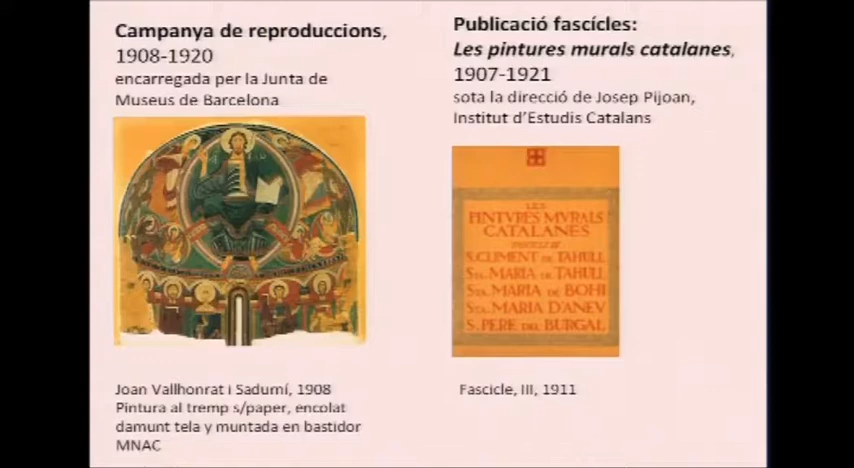 Campanya de reproduccions,
1908-1920
encarregada per la Junta de
Museus de Barcelona
Joan Vallhonrat i Sadurní, 1908
Pintura al tremp s/paper, encolat
damunt tela y muntada en bastidor
MNAC
Publicació fascícles:
Les pintures murals catalanes,
1907-1921
sota la direcció de Josep Pijoan,
Institut d'Estudis Catalans
LES
PINTVRES MVRALS
CATALANES
S. CLIMENT DE TAHULL
STA. MARIA DE TAHULL
STA. MARIA DE BOHI
STA. MARIA D'ANEV
S. PERE DEL BURGAL
Fascicle, III, 1911